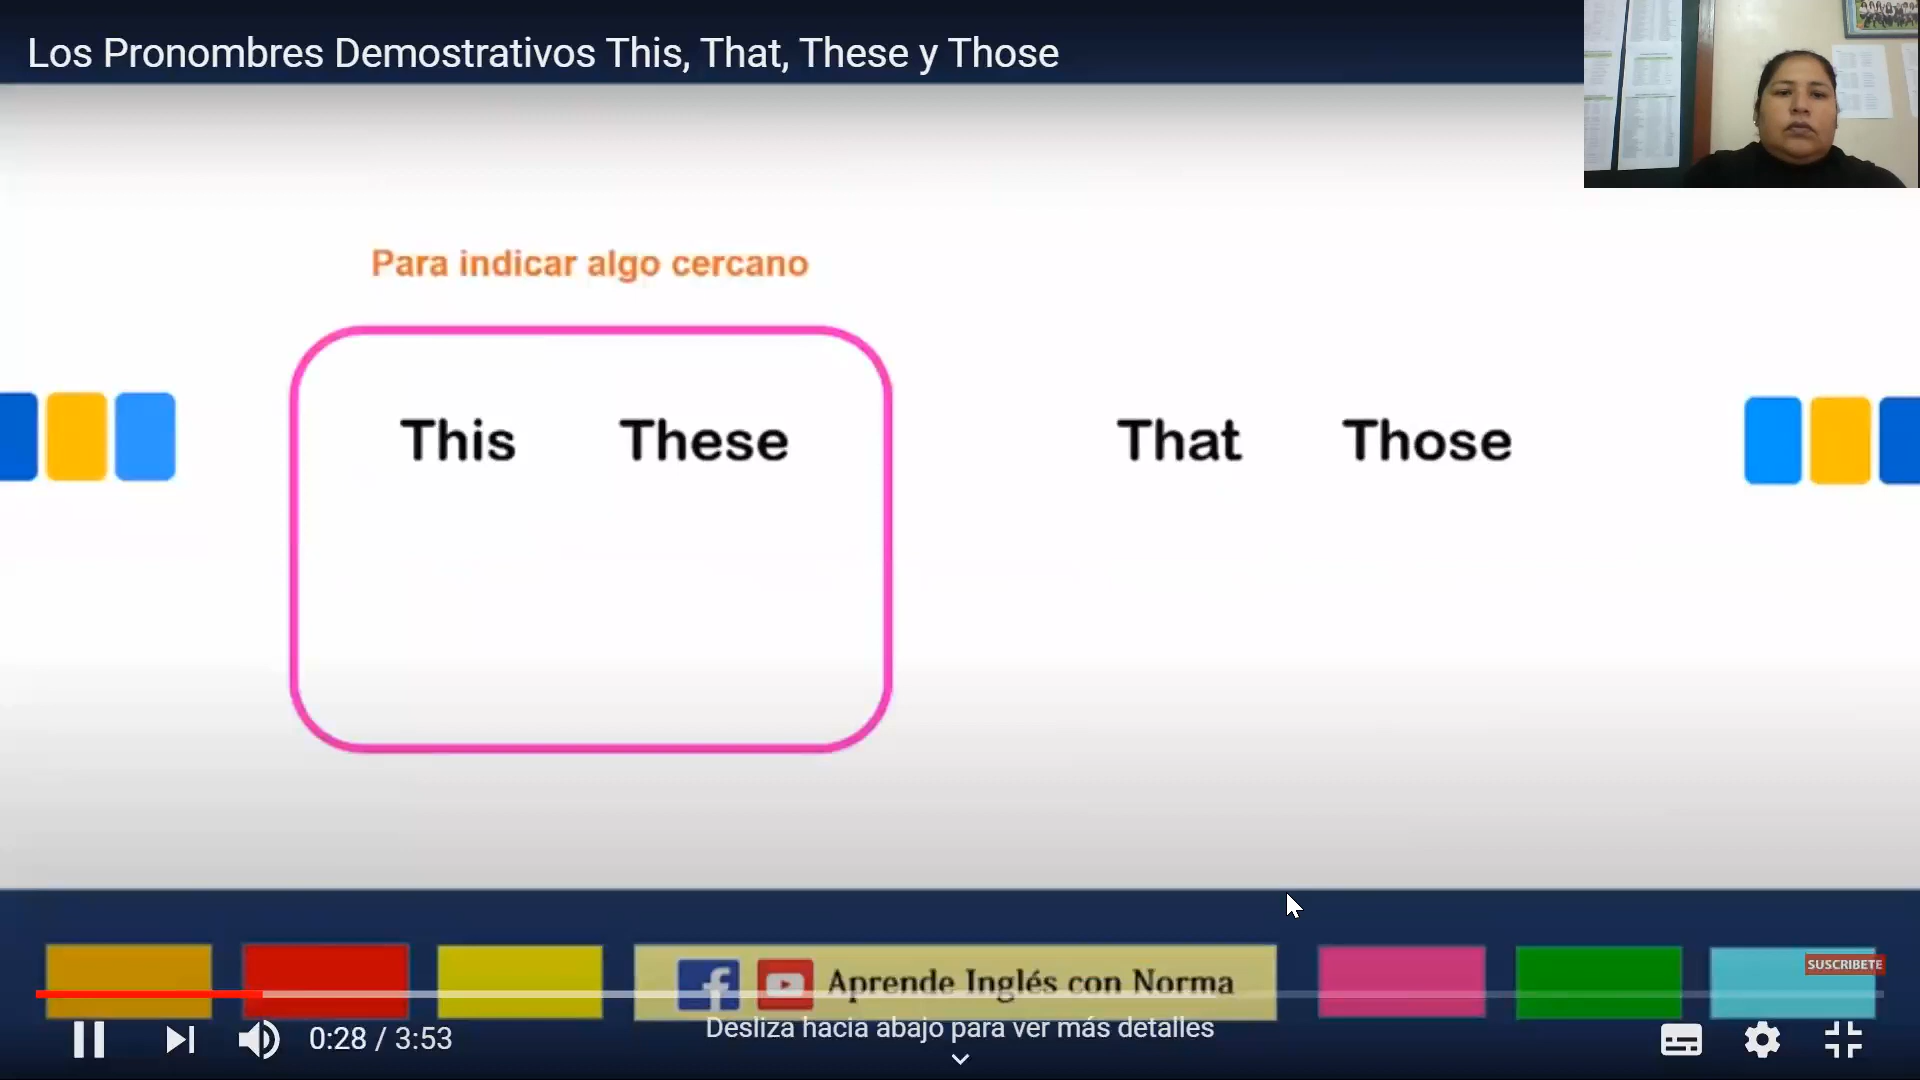 Los Pronombres Demostrativos This, That, These y Those
Para indicar algo cercano
This These That Those
SUSCRIBETE
Aprende Inglés con Norma
Desliza hacia abajo para ver más detalles
0:28 / 3:53